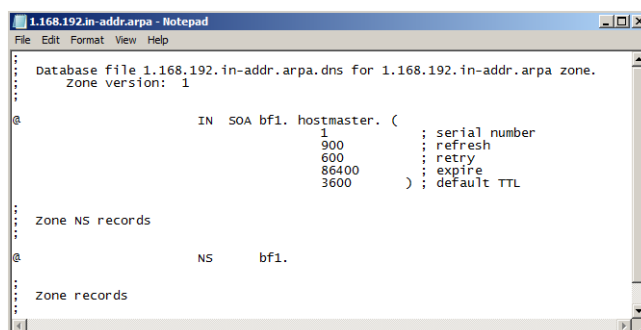 1.168.192.in-addr.arpa - Notepad
File Edit Format View Help
;
; Database file 1.168.192.in-addr.arpa.dns for 1.168.192.in-addr.arpa zone.
; Zone version: 1
;
@ IN SOA bf1. hostmaster. (
1 ; serial number
900 ; refresh
600 ; retry
86400 ; expire
3600 ) ; default TTL
;
; Zone NS records
;
@ NS bf1.
;
; Zone records
;